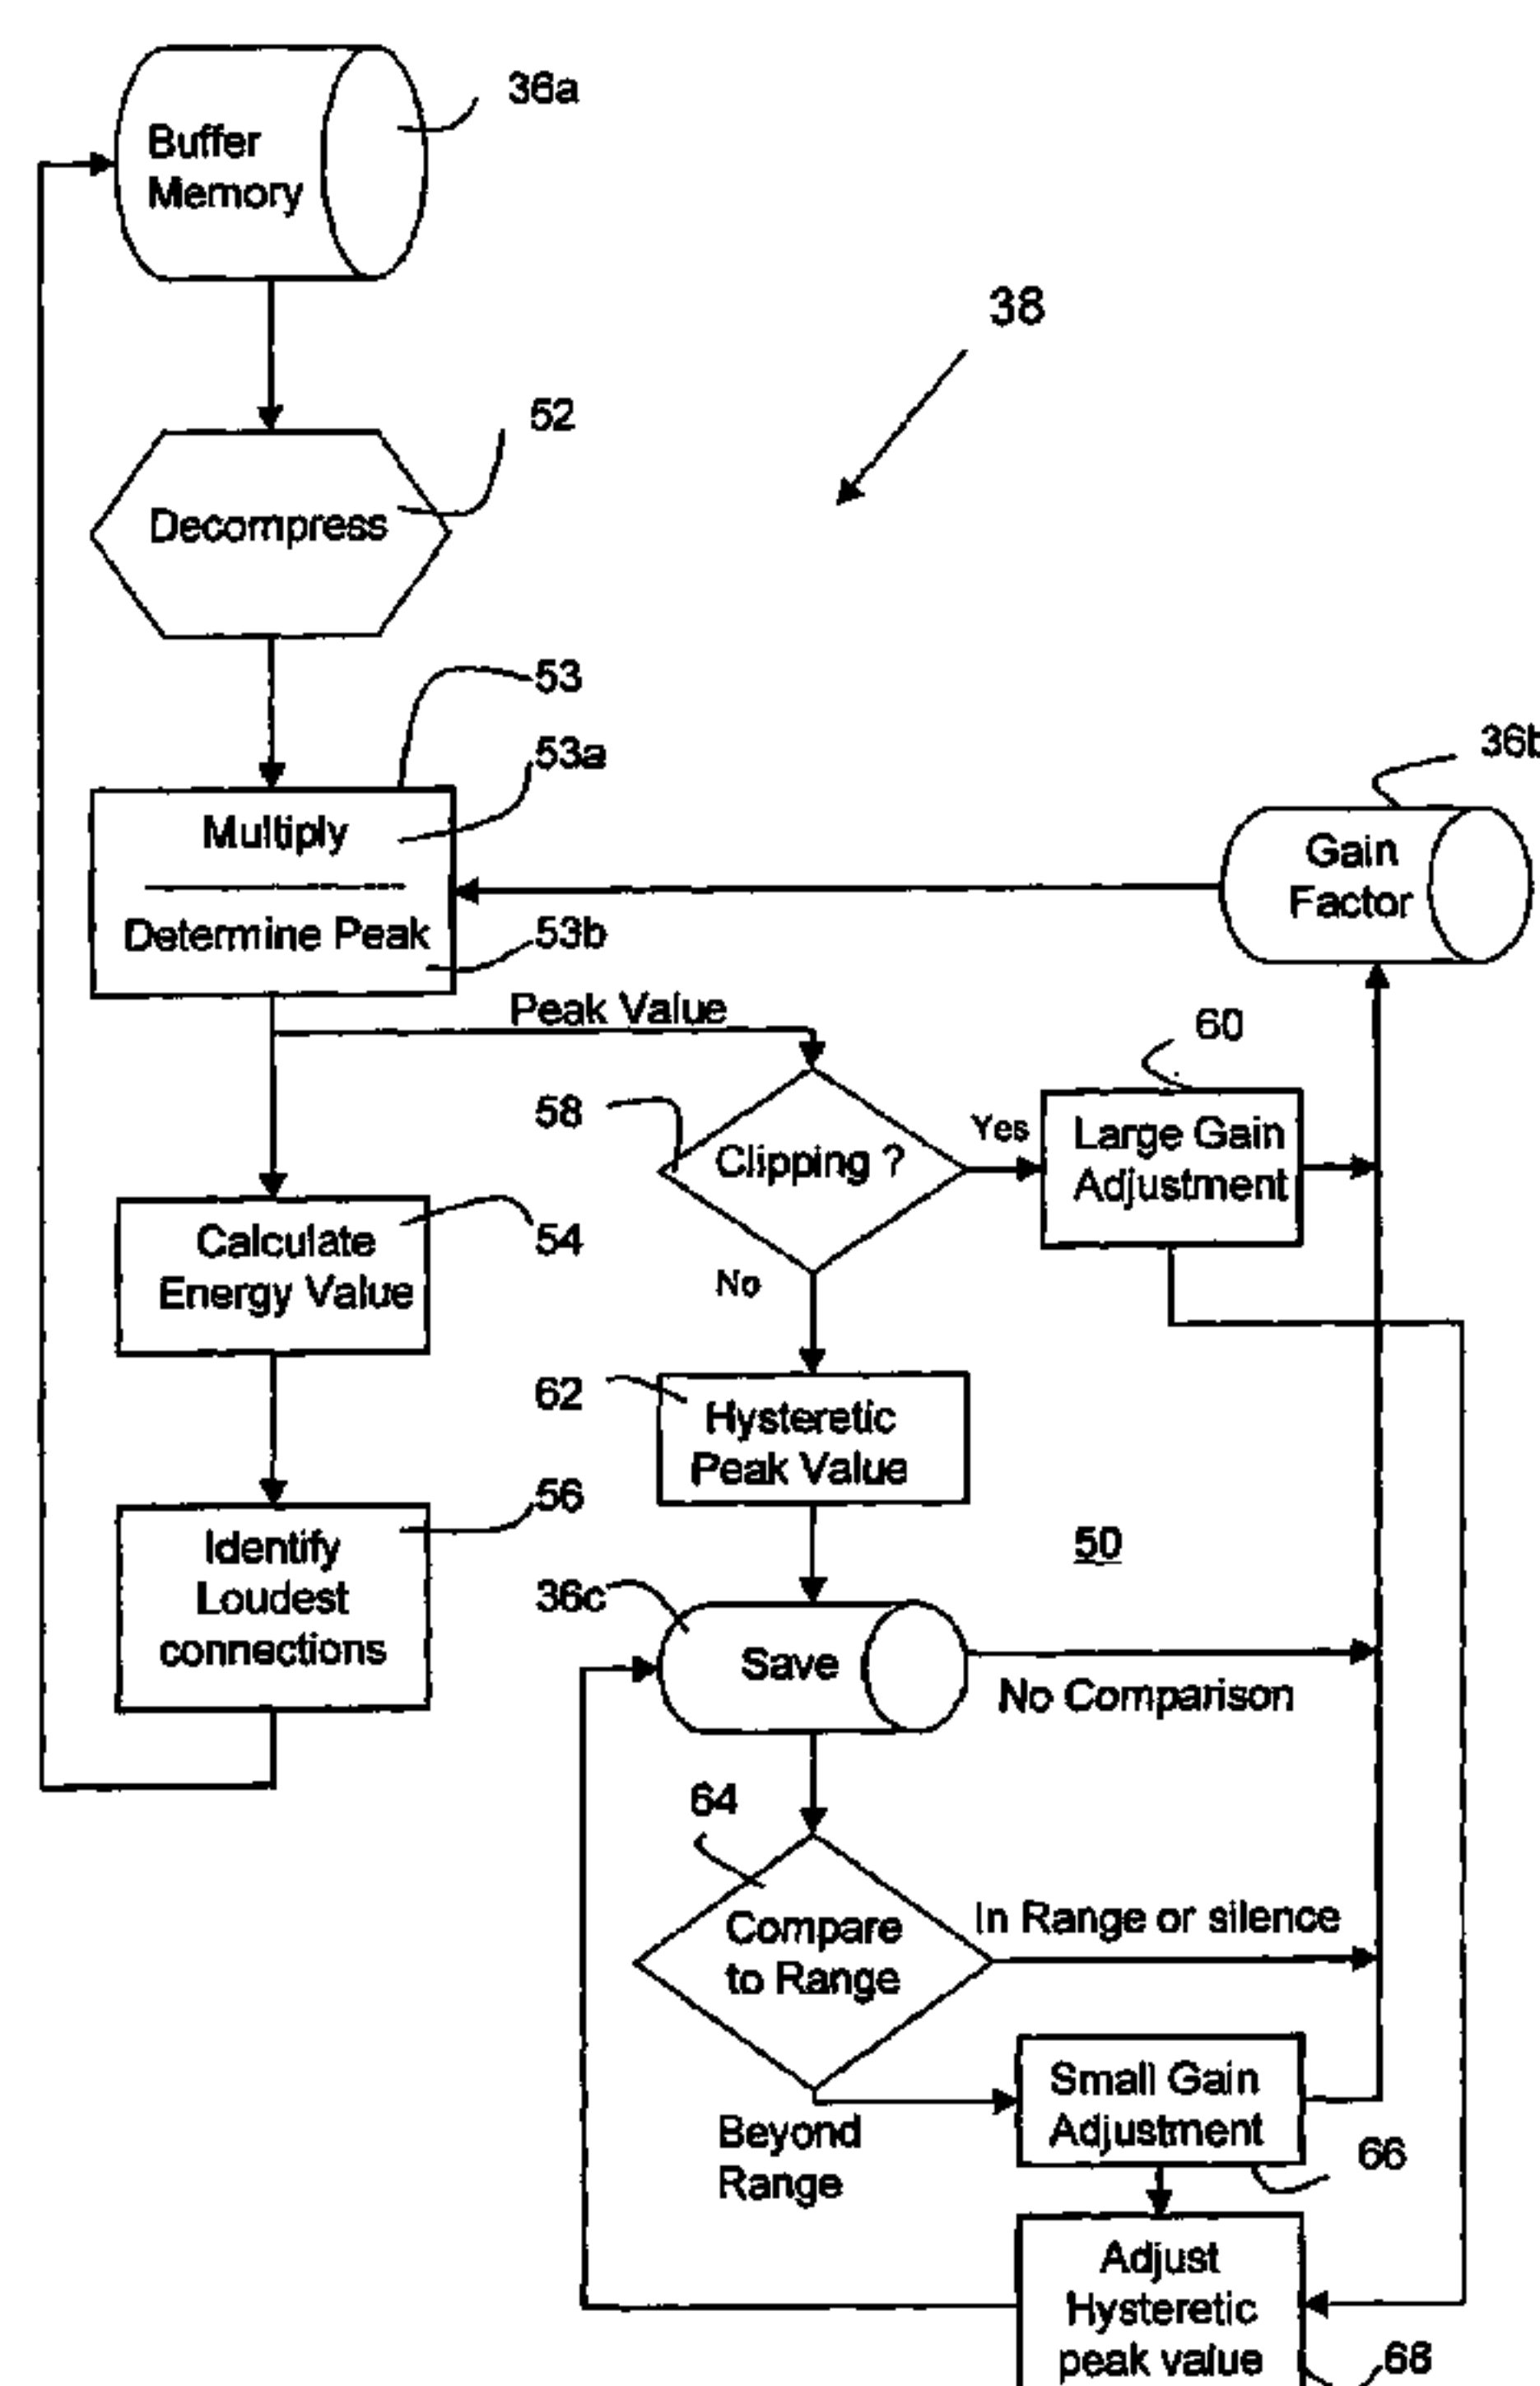 36a
Buffer
Memory
38
52
Decompress
53
53a
Multiply
36b
Gain
Factor
Determine Peak
53b
Peak Value
60
58
Clipping ?
Yes
Large Gain
Adjustment
Calculate
Energy Value
54
No
62
Hysteretic
Peak Value
56
Identify
Loudest
connections
50
36c
Save
No Comparison
64
Compare
to Range
In Range or silence
Small Gain
Adjustment
Beyond
Range
66
Adjust
Hysteretic
peak value
68